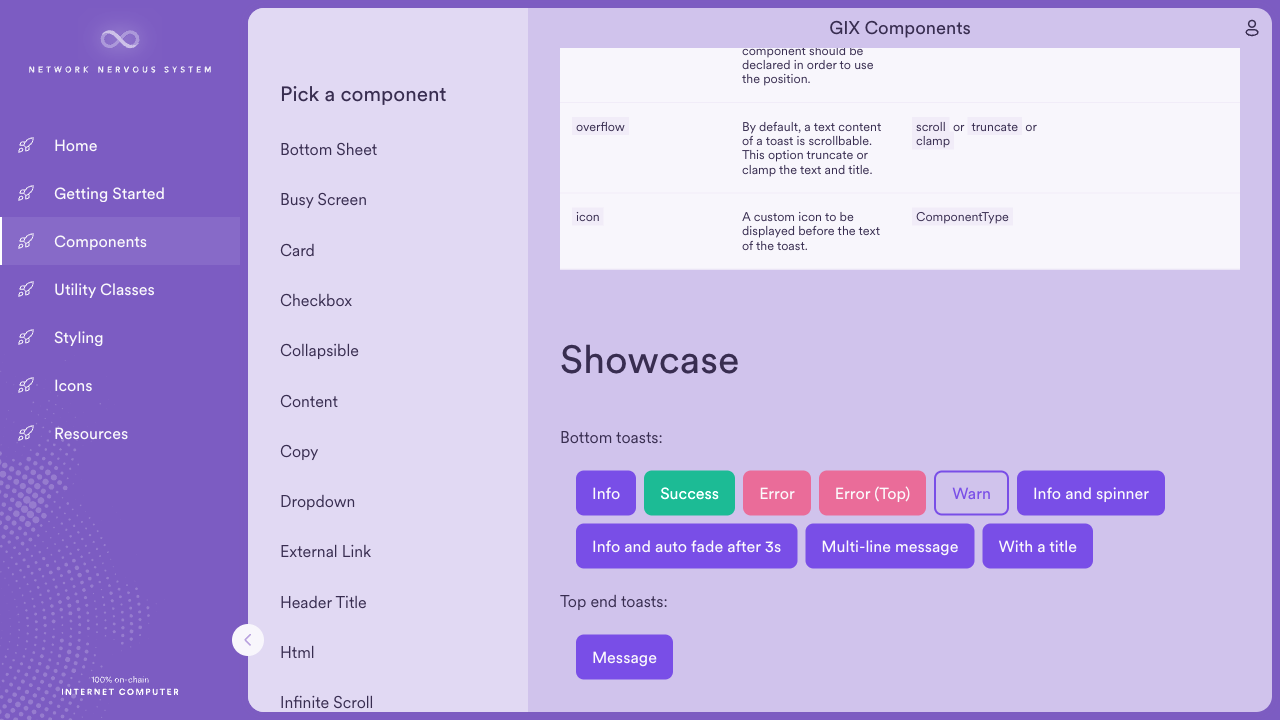 NETWORK NERVOUS SYSTEM
Home
Getting Started
Components
Utility Classes
Styling
Icons
Resources
100% on-chain
INTERNET COMPUTER
Pick a component
Bottom Sheet
Busy Screen
Card
Checkbox
Collapsible
Content
Copy
Dropdown
External Link
Header Title
Html
Infinite Scroll
GIX Components
component should be
declared in order to use
the position.
overflow
By default, a text content
of a toast is scrollable.
This option truncate or
clamp the text and title.
scroll or truncate or
clamp
icon
A custom icon to be
displayed before the text
of the toast.
ComponentType
Showcase
Bottom toasts:
Info Success Error Error (Top) Warn Info and spinner
Info and auto fade after 3s Multi-line message With a title
Top end toasts:
Message